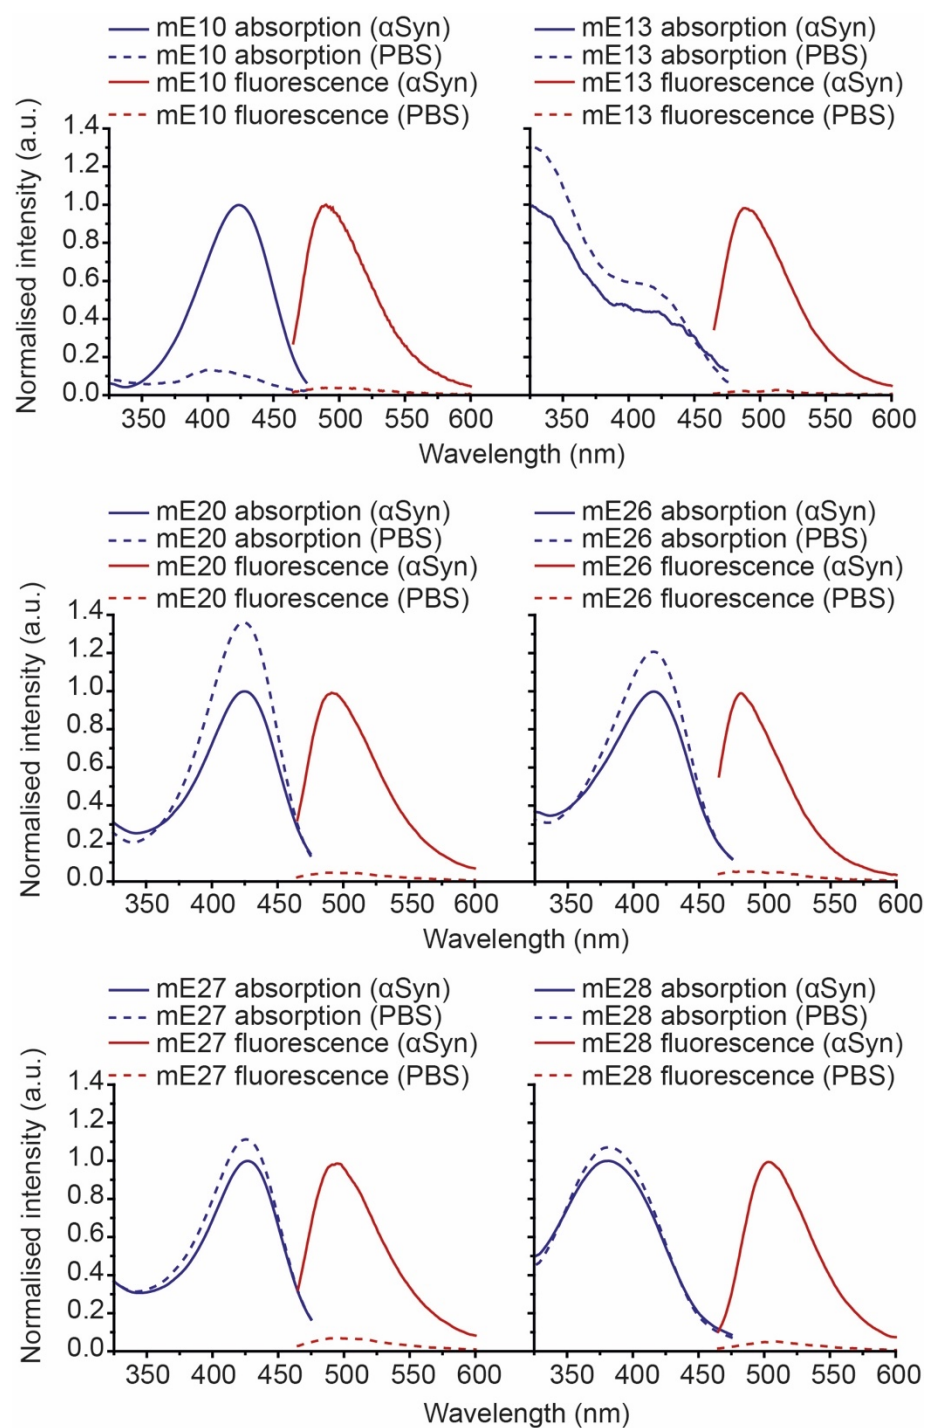 mE10 absorption (αSyn)
mE10 absorption (PBS)
mE10 fluorescence (αSyn)
mE10 fluorescence (PBS)
mE13 absorption (αSyn)
mE13 absorption (PBS)
mE13 fluorescence (αSyn)
mE13 fluorescence (PBS)
Normalised intensity (a.u.)
1.4
1.2
1.0
0.8
0.6
0.4
0.2
0.0
350 400 450 500 550 600
350 400 450 500 550 600
Wavelength (nm)
mE20 absorption (αSyn)
mE20 absorption (PBS)
mE20 fluorescence (αSyn)
mE20 fluorescence (PBS)
mE26 absorption (αSyn)
mE26 absorption (PBS)
mE26 fluorescence (αSyn)
mE26 fluorescence (PBS)
Normalised intensity (a.u.)
1.4
1.2
1.0
0.8
0.6
0.4
0.2
0.0
350 400 450 500 550 600
350 400 450 500 550 600
Wavelength (nm)
mE27 absorption (αSyn)
mE27 absorption (PBS)
mE27 fluorescence (αSyn)
mE27 fluorescence (PBS)
mE28 absorption (αSyn)
mE28 absorption (PBS)
mE28 fluorescence (αSyn)
mE28 fluorescence (PBS)
Normalised intensity (a.u.)
1.4
1.2
1.0
0.8
0.6
0.4
0.2
0.0
350 400 450 500 550 600
350 400 450 500 550 600
Wavelength (nm)